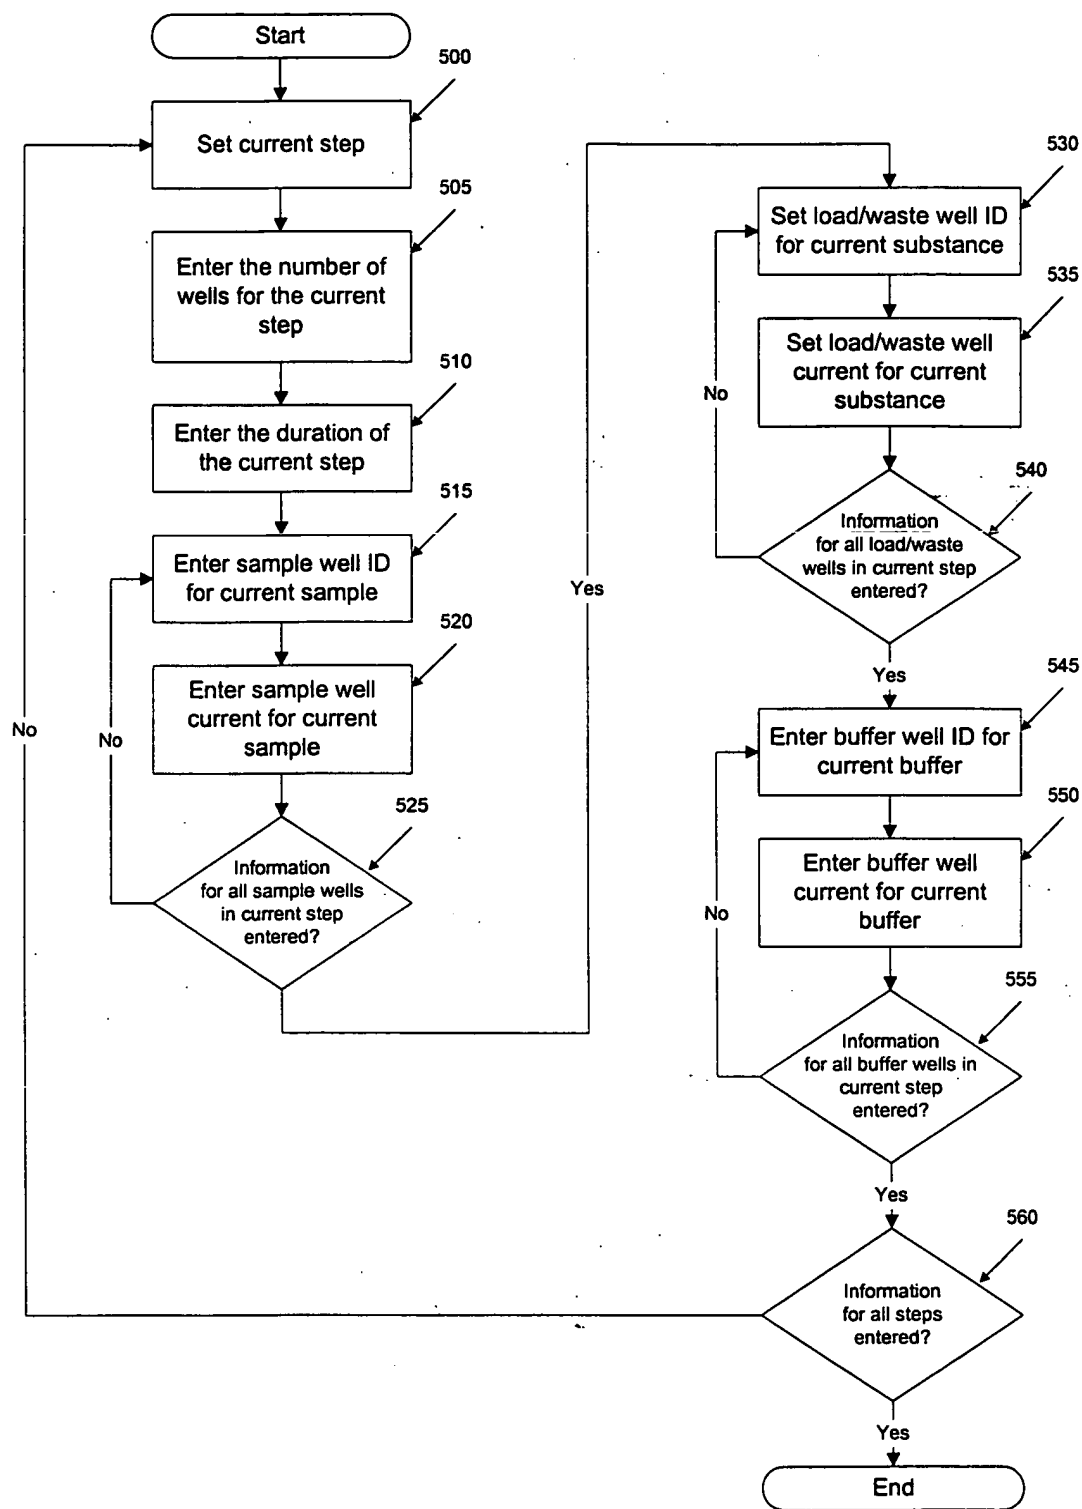 Start
500
Set current step
505
Enter the number of
wells for the current
step
510
Enter the duration of
the current step
515
Enter sample well ID
for current sample
520
Enter sample well
current for current
sample
No
No
525
Information
for all sample wells
in current step
entered?
Yes
530
Set load/waste well ID
for current substance
535
Set load/waste well
current for current
substance
No
540
Information
for all load/waste
wells in current step
entered?
Yes
545
Enter buffer well ID for
current buffer
550
Enter buffer well
current for current
buffer
No
555
Information
for all buffer wells in
current step
entered?
Yes
560
Information
for all steps
entered?
Yes
End